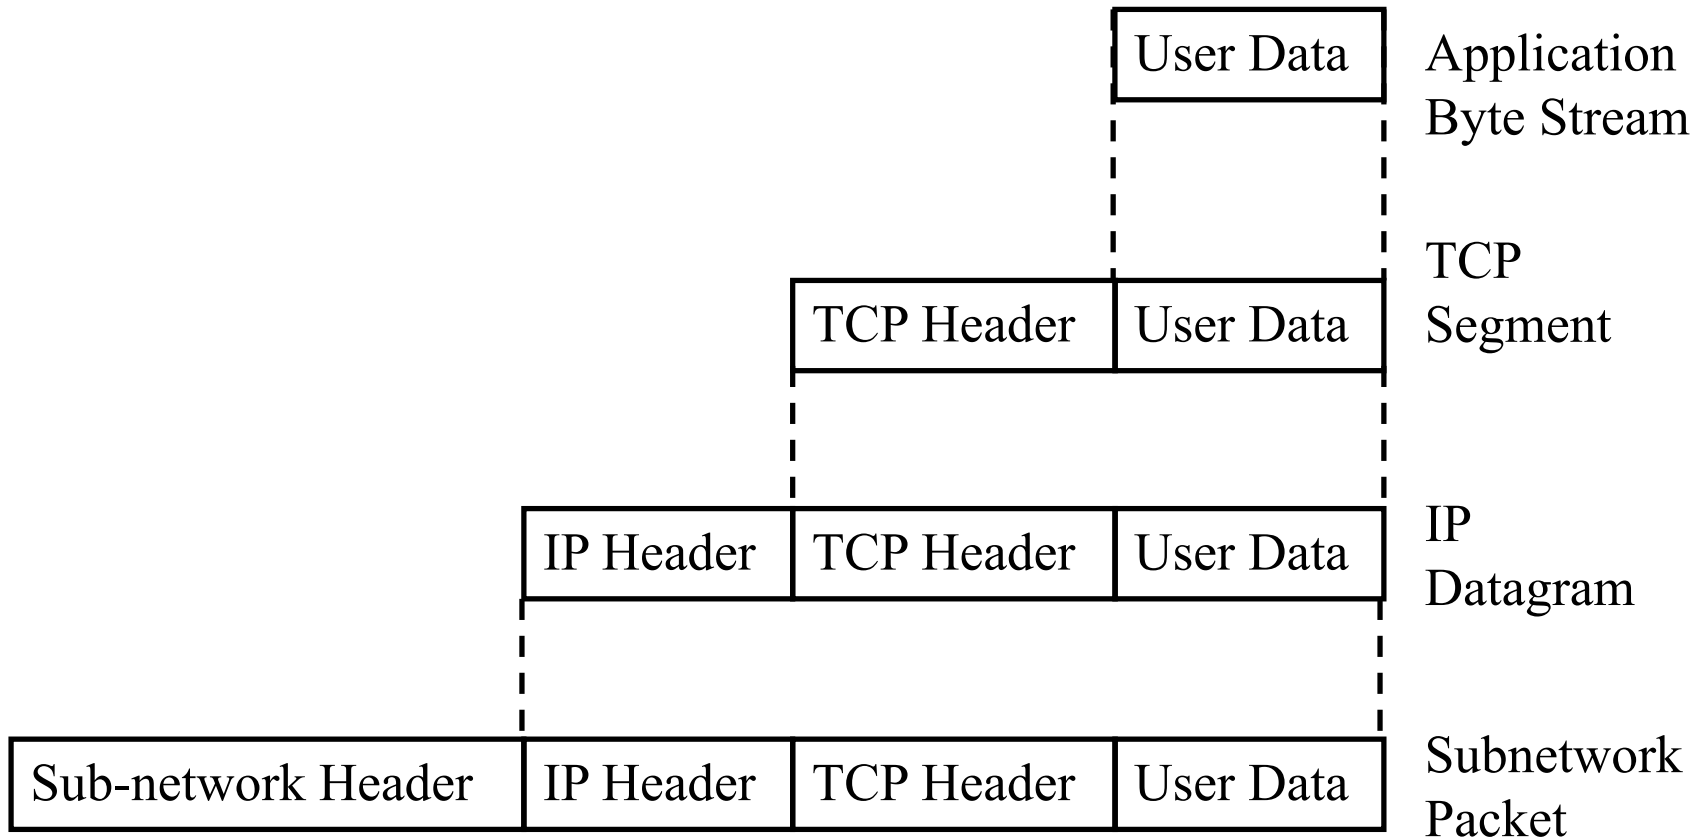 User Data
Application
Byte Stream
TCP Header
User Data
TCP
Segment
IP Header
TCP Header
User Data
IP
Datagram
Sub-network Header
IP Header
TCP Header
User Data
Subnetwork
Packet